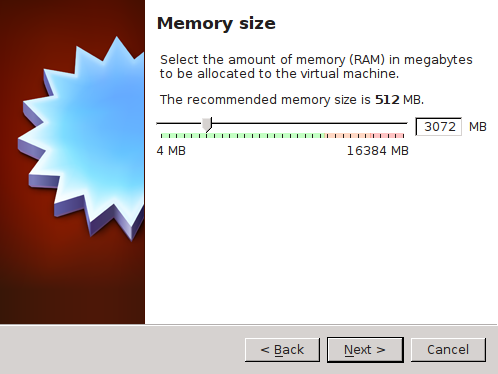 Memory size
Select the amount of memory (RAM) in megabytes
to be allocated to the virtual machine.
The recommended memory size is 512 MB.
3072 MB
4 MB 16384 MB
< Back Next > Cancel